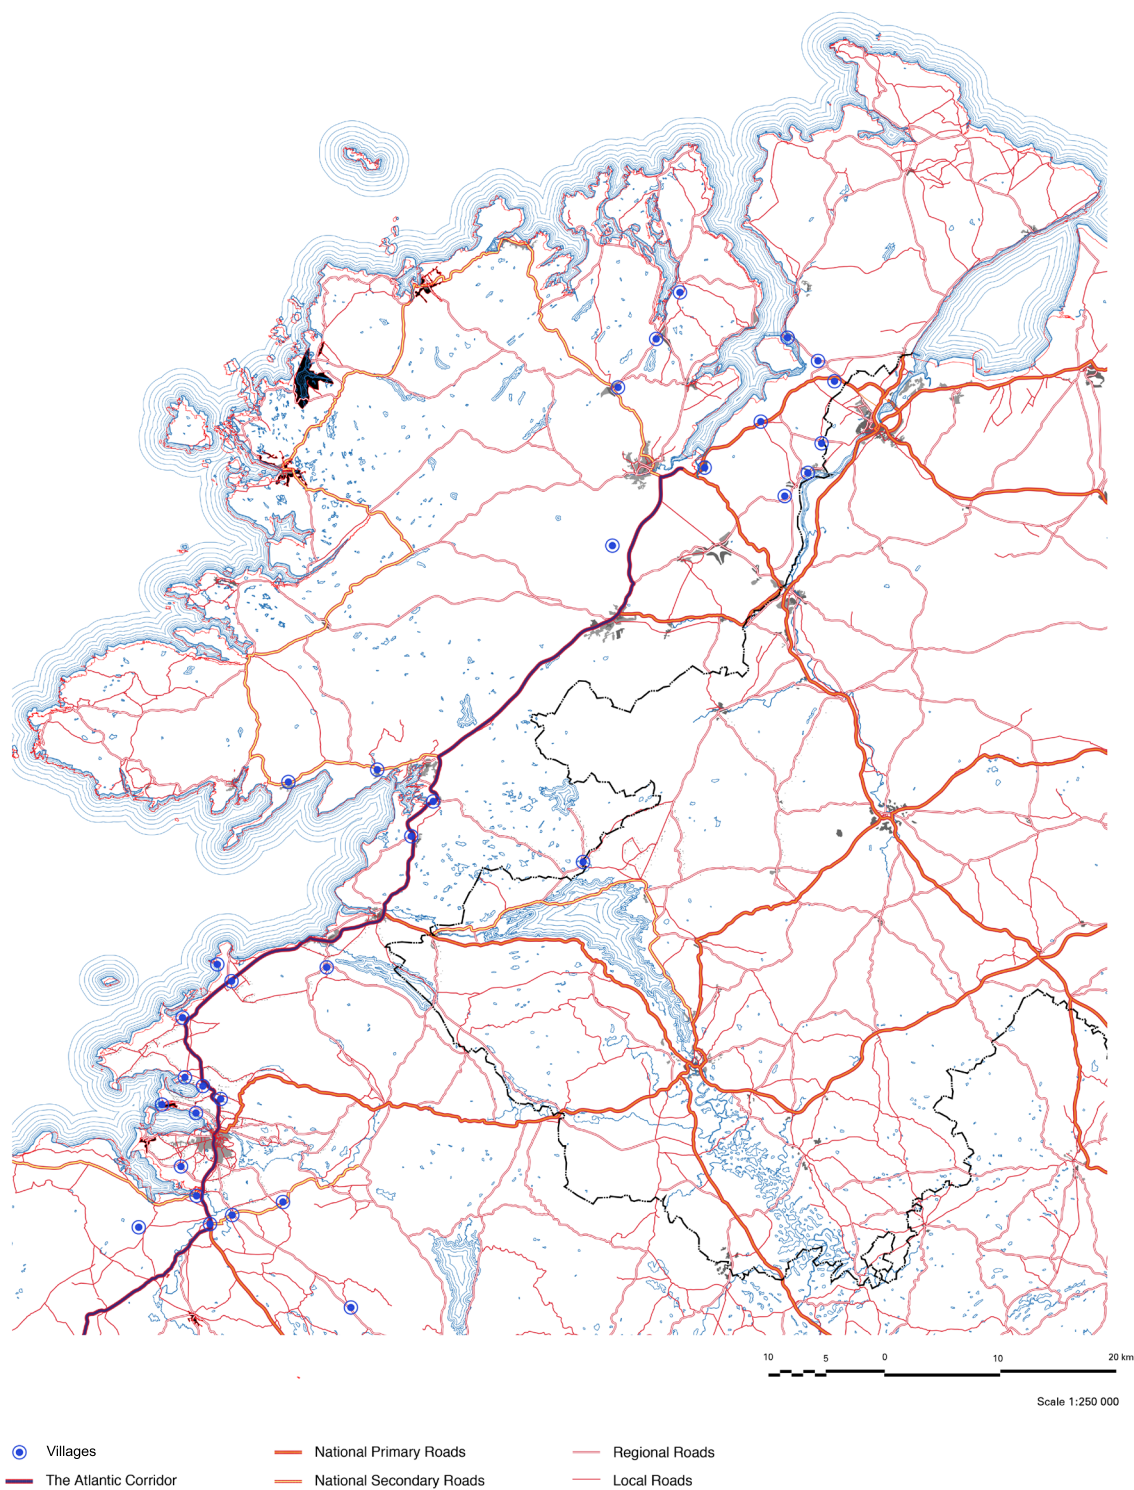 10 5 0 10 20 km
Scale 1:250 000
Villages National Primary Roads Regional Roads
The Atlantic Corridor National Secondary Roads Local Roads